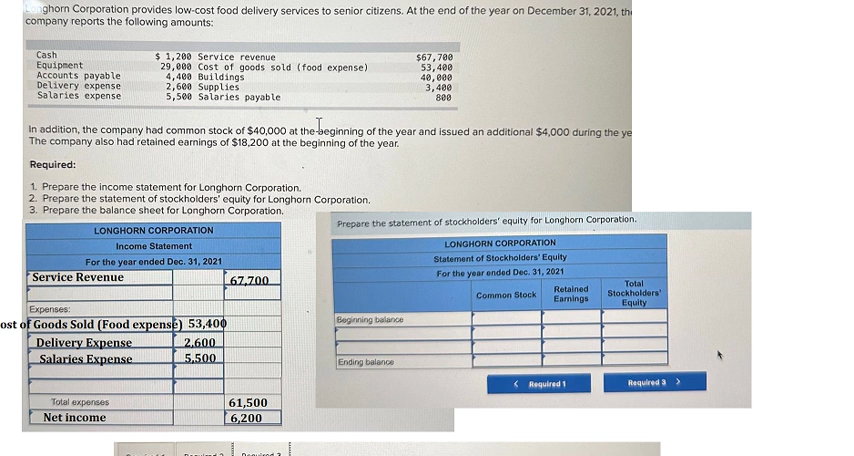 ghorn Corporation provides low-cost food delivery services to senior citizens. At the end of the year on December 31, 2021, the
company reports the following amounts:
Cash $ 1,200 Service revenue $67,700
Equipment 29,000 Cost of goods sold (food expense) 53,400
Accounts payable 4,400 Buildings 40,000
Delivery expense 2,600 Supplies 3,400
Salaries expense 5,500 Salaries payable 800
In addition, the company had common stock of $40,000 at the beginning of the year and issued an additional $4,000 during the ye
The company also had retained earnings of $18,200 at the beginning of the year.
Required:
1. Prepare the income statement for Longhorn Corporation.
2. Prepare the statement of stockholders' equity for Longhorn Corporation.
3. Prepare the balance sheet for Longhorn Corporation.
LONGHORN CORPORATION
Income Statement
For the year ended Dec. 31, 2021
Service Revenue 67,700
Expenses:
ost of Goods Sold (Food expense) 53,400
Delivery Expense 2,600
Salaries Expense 5,500
Total expenses 61,500
Net income 6,200
Prepare the statement of stockholders' equity for Longhorn Corporation.
LONGHORN CORPORATION
Statement of Stockholders' Equity
For the year ended Dec. 31, 2021
Common Stock Retained Earnings Total Stockholders' Equity
Beginning balance
Ending balance
< Required 1 Required 3 >